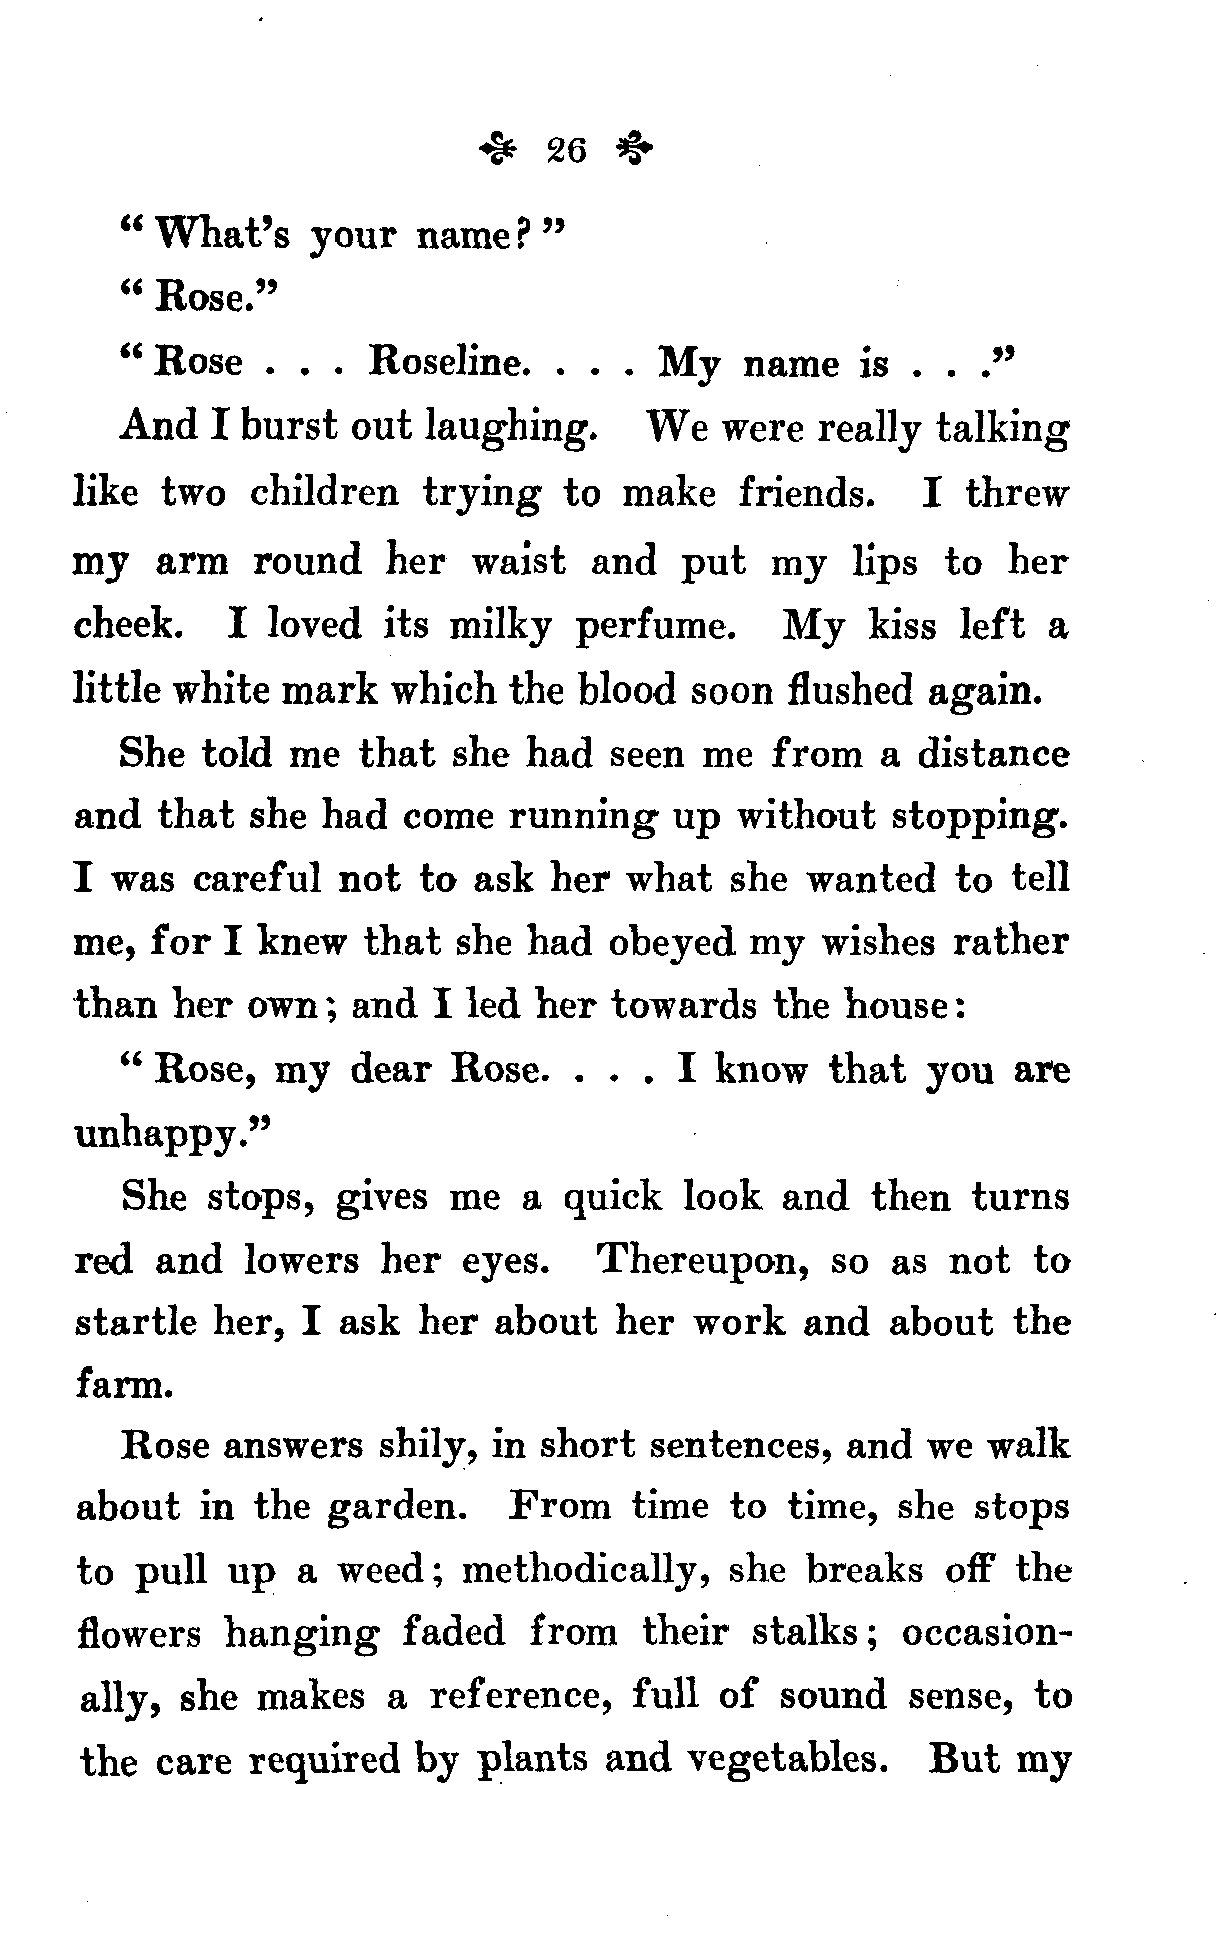 26
“ What’s your name? ”
“ Rose.”
“ Rose . . . Roseline. . . . My name is . . .”
And I burst out laughing. We were really talking
like two children trying to make friends. I threw
my arm round her waist and put my lips to her
cheek. I loved its milky perfume. My kiss left a
little white mark which the blood soon flushed again.
She told me that she had seen me from a distance
and that she had come running up without stopping.
I was careful not to ask her what she wanted to tell
me, for I knew that she had obeyed my wishes rather
than her own; and I led her towards the house:
“ Rose, my dear Rose. . . . I know that you are
unhappy.”
She stops, gives me a quick look and then turns
red and lowers her eyes. Thereupon, so as not to
startle her, I ask her about her work and about the
farm.
Rose answers shily, in short sentences, and we walk
about in the garden. From time to time, she stops
to pull up a weed; methodically, she breaks off the
flowers hanging faded from their stalks; occasion-
ally, she makes a reference, full of sound sense, to
the care required by plants and vegetables. But my